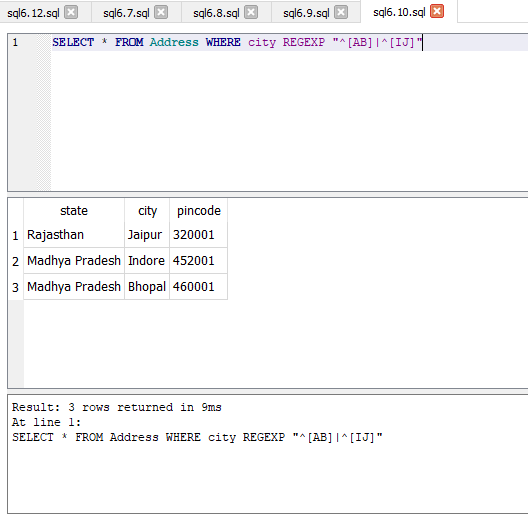 sql6.12.sql sql6.7.sql sql6.8.sql sql6.9.sql sql6.10.sql
1 SELECT * FROM Address WHERE city REGEXP "^[AB]|^[IJ]"
state city pincode
1 Rajasthan Jaipur 320001
2 Madhya Pradesh Indore 452001
3 Madhya Pradesh Bhopal 460001
Result: 3 rows returned in 9ms
At line 1:
SELECT * FROM Address WHERE city REGEXP "^[AB]|^[IJ]"